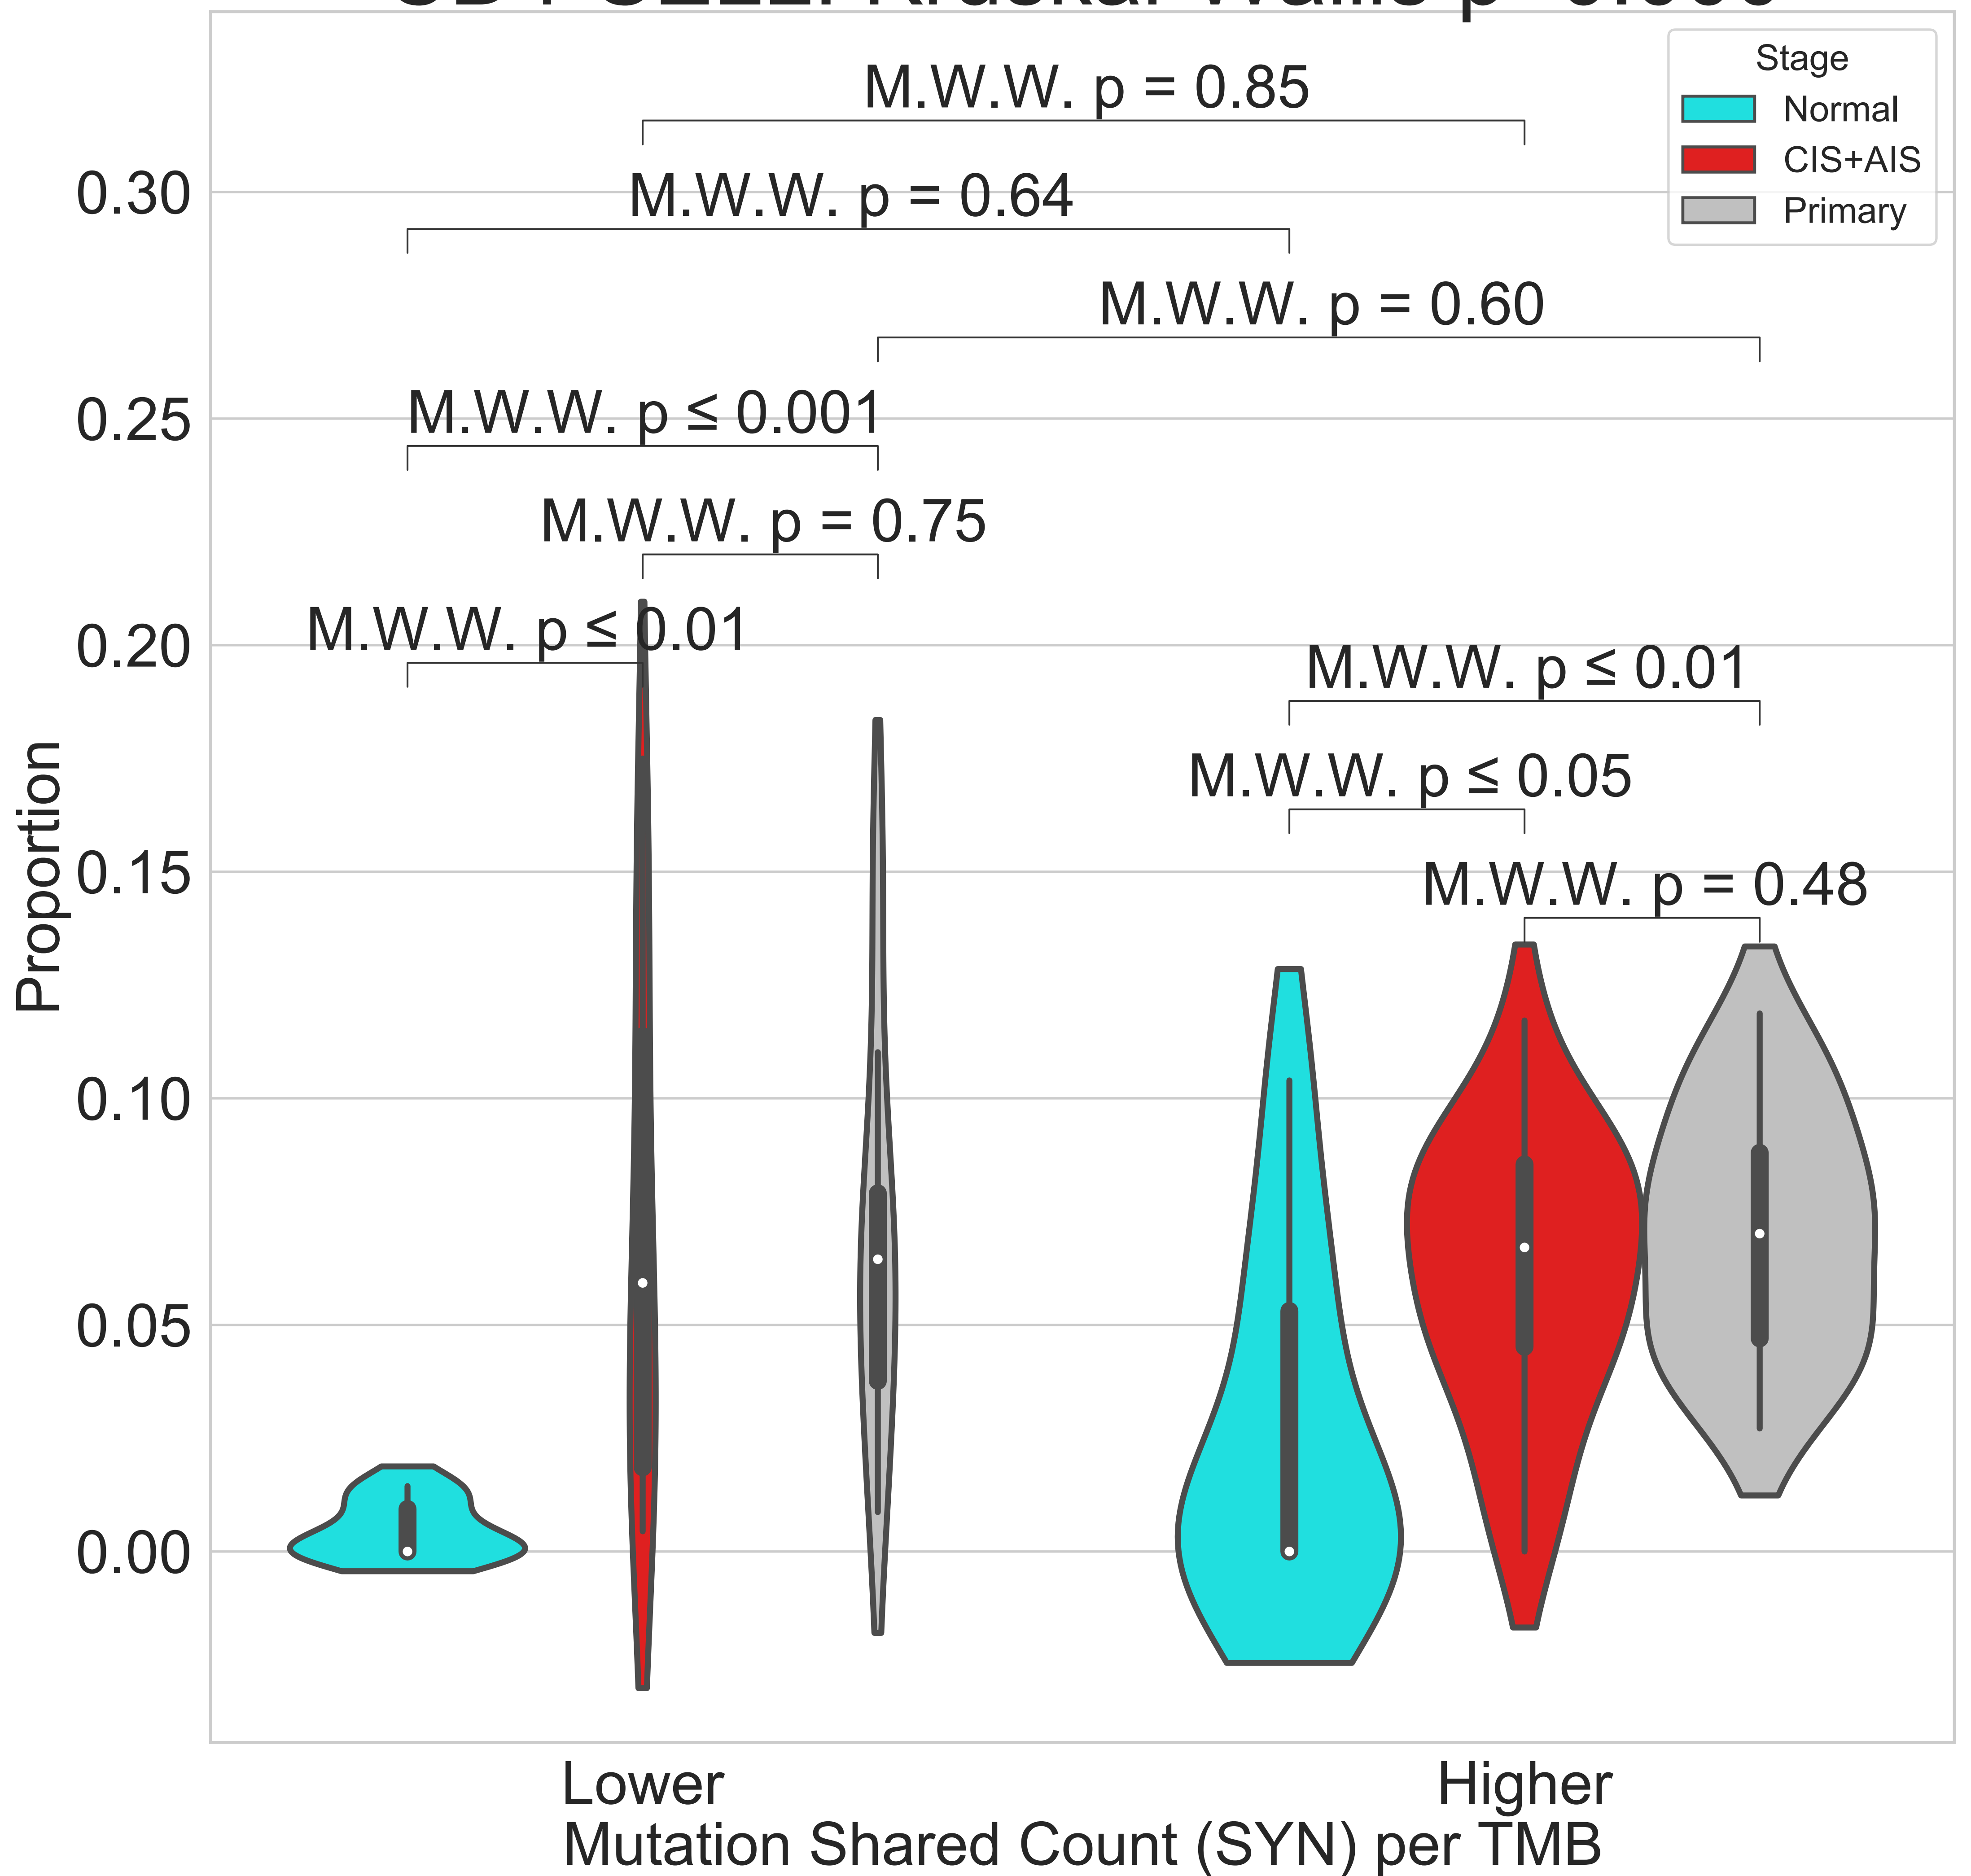 M.W.W. p = 0.85
Stage
Normal
CIS+AIS
Primary
0.30
M.W.W. p = 0.64
M.W.W. p = 0.60
0.25
M.W.W. p ≤ 0.001
M.W.W. p = 0.75
0.20
M.W.W. p ≤ 0.01
M.W.W. p ≤ 0.01
M.W.W. p ≤ 0.05
0.15
M.W.W. p = 0.48
Proportion
0.10
0.05
0.00
Lower
Higher
Mutation Shared Count (SYN) per TMB